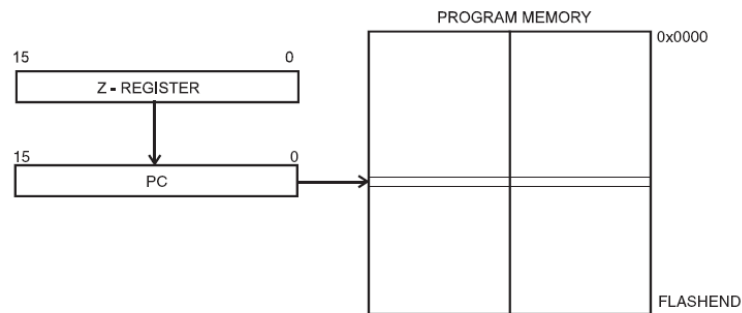 PROGRAM MEMORY
0x0000
15 0
Z - REGISTER
15 0
PC
FLASHEND